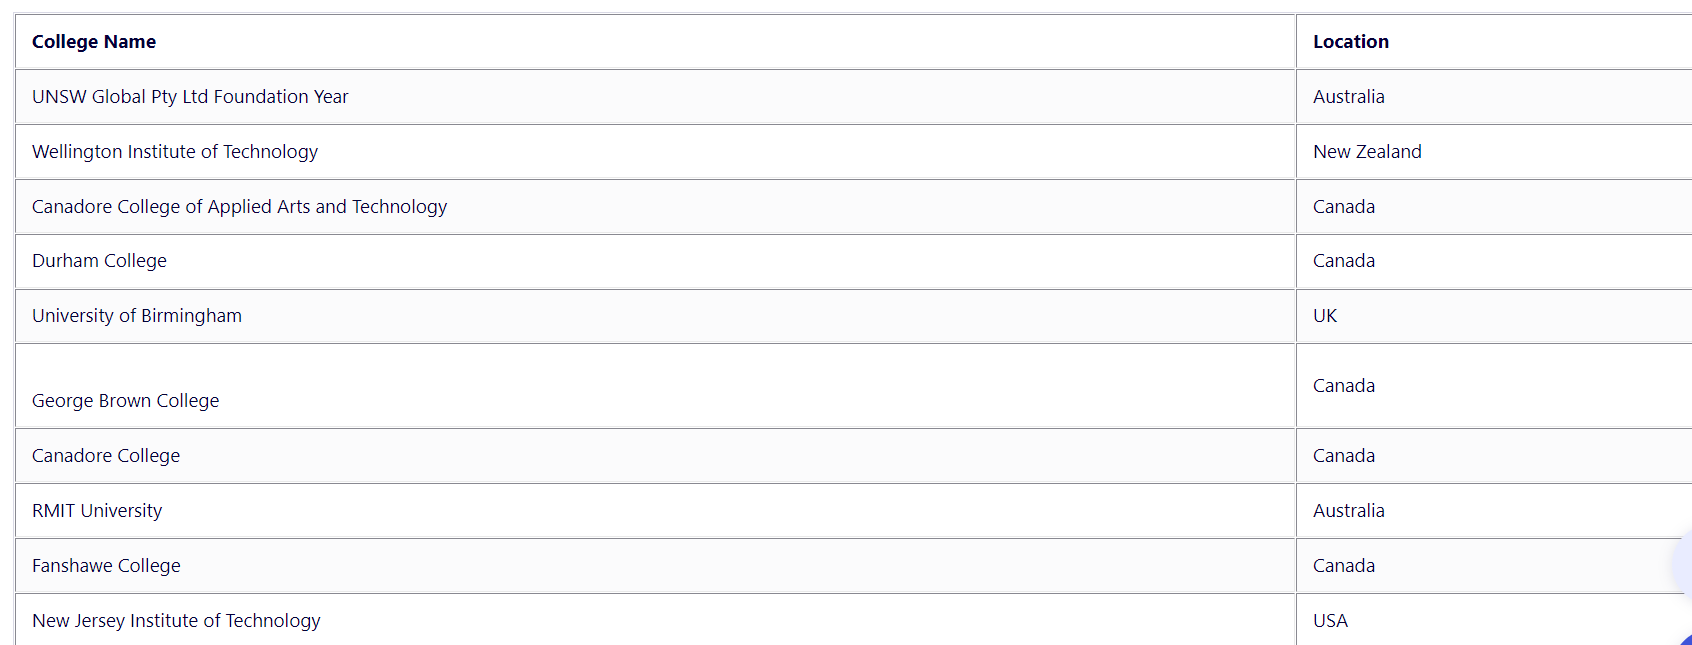 College Name Location
UNSW Global Pty Ltd Foundation Year Australia
Wellington Institute of Technology New Zealand
Canadore College of Applied Arts and Technology Canada
Durham College Canada
University of Birmingham UK
George Brown College Canada
Canadore College Canada
RMIT University Australia
Fanshawe College Canada
New Jersey Institute of Technology USA